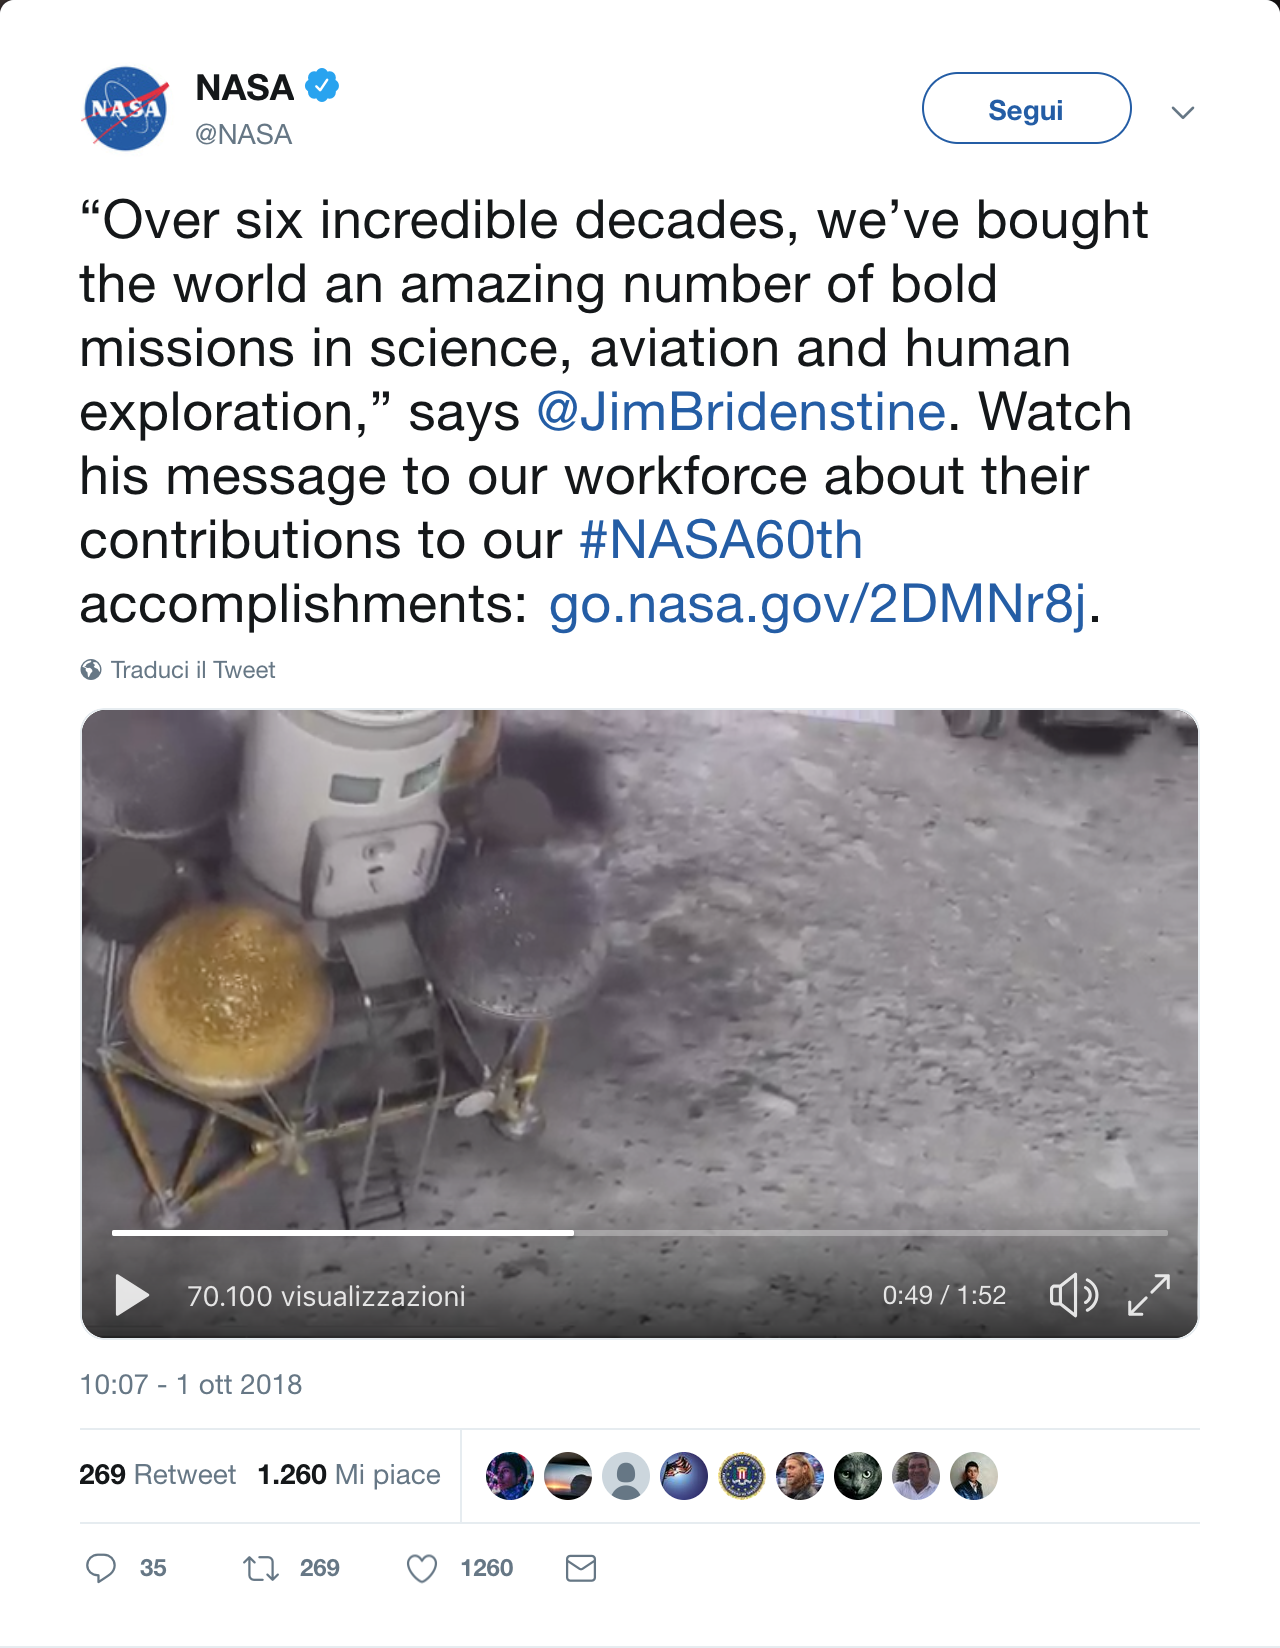 NASA
NASA
@NASA
Segui
“Over six incredible decades, we’ve bought
the world an amazing number of bold
missions in science, aviation and human
exploration,” says @JimBridenstine. Watch
his message to our workforce about their
contributions to our #NASA60th
accomplishments: go.nasa.gov/2DMNr8j.
Traduci il Tweet
70.100 visualizzazioni
0:49 / 1:52
10:07 - 1 ott 2018
269 Retweet 1.260 Mi piace
35 269 1260